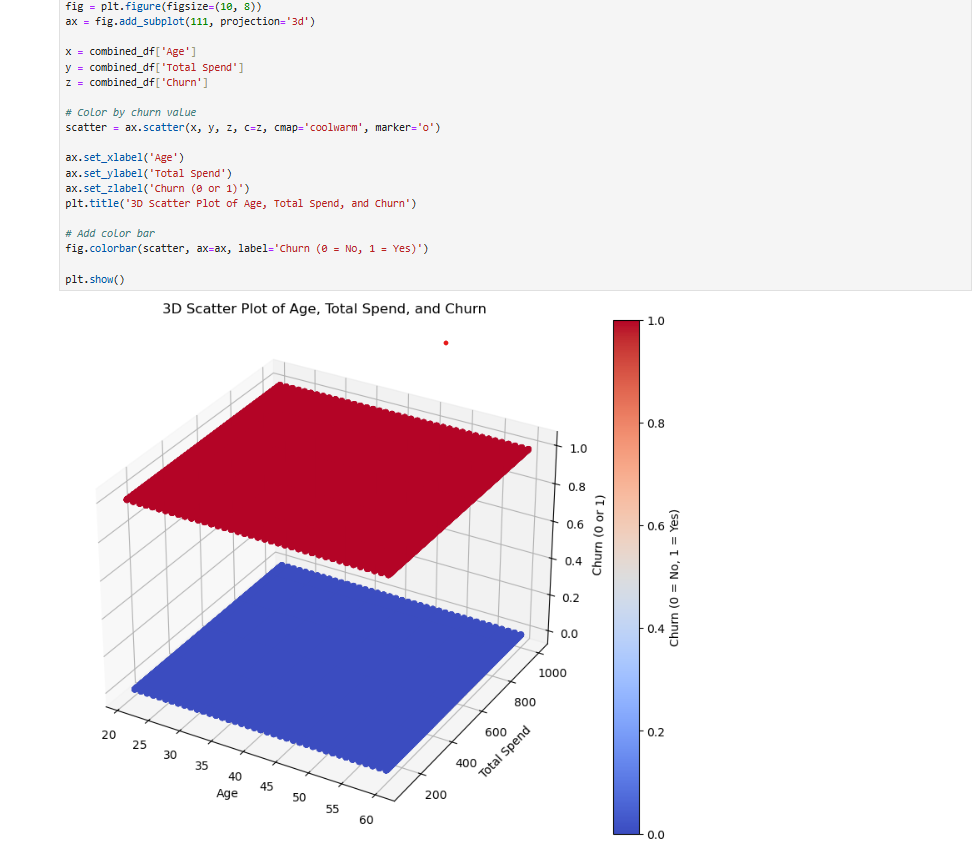 fig = plt.figure(figsize=(10, 8))
ax = fig.add_subplot(111, projection='3d')
x = combined_df['Age']
y = combined_df['Total Spend']
z = combined_df['Churn']
# Color by churn value
scatter = ax.scatter(x, y, z, c=z, cmap='coolwarm', marker='o')
ax.set_xlabel('Age')
ax.set_ylabel('Total Spend')
ax.set_zlabel('Churn (0 or 1)')
plt.title('3D Scatter Plot of Age, Total Spend, and Churn')
# Add color bar
fig.colorbar(scatter, ax=ax, label='Churn (0 = No, 1 = Yes)')
plt.show()
3D Scatter Plot of Age, Total Spend, and Churn
1.0
0.8
0.6
0.4
0.2
0.0
Churn (0 or 1)
1000
800
600
400
200
Total Spend
20
25
30
35
40
45
50
55
60
Age
1.0
0.8
0.6
0.4
0.2
0.0
Churn (0 = No, 1 = Yes)